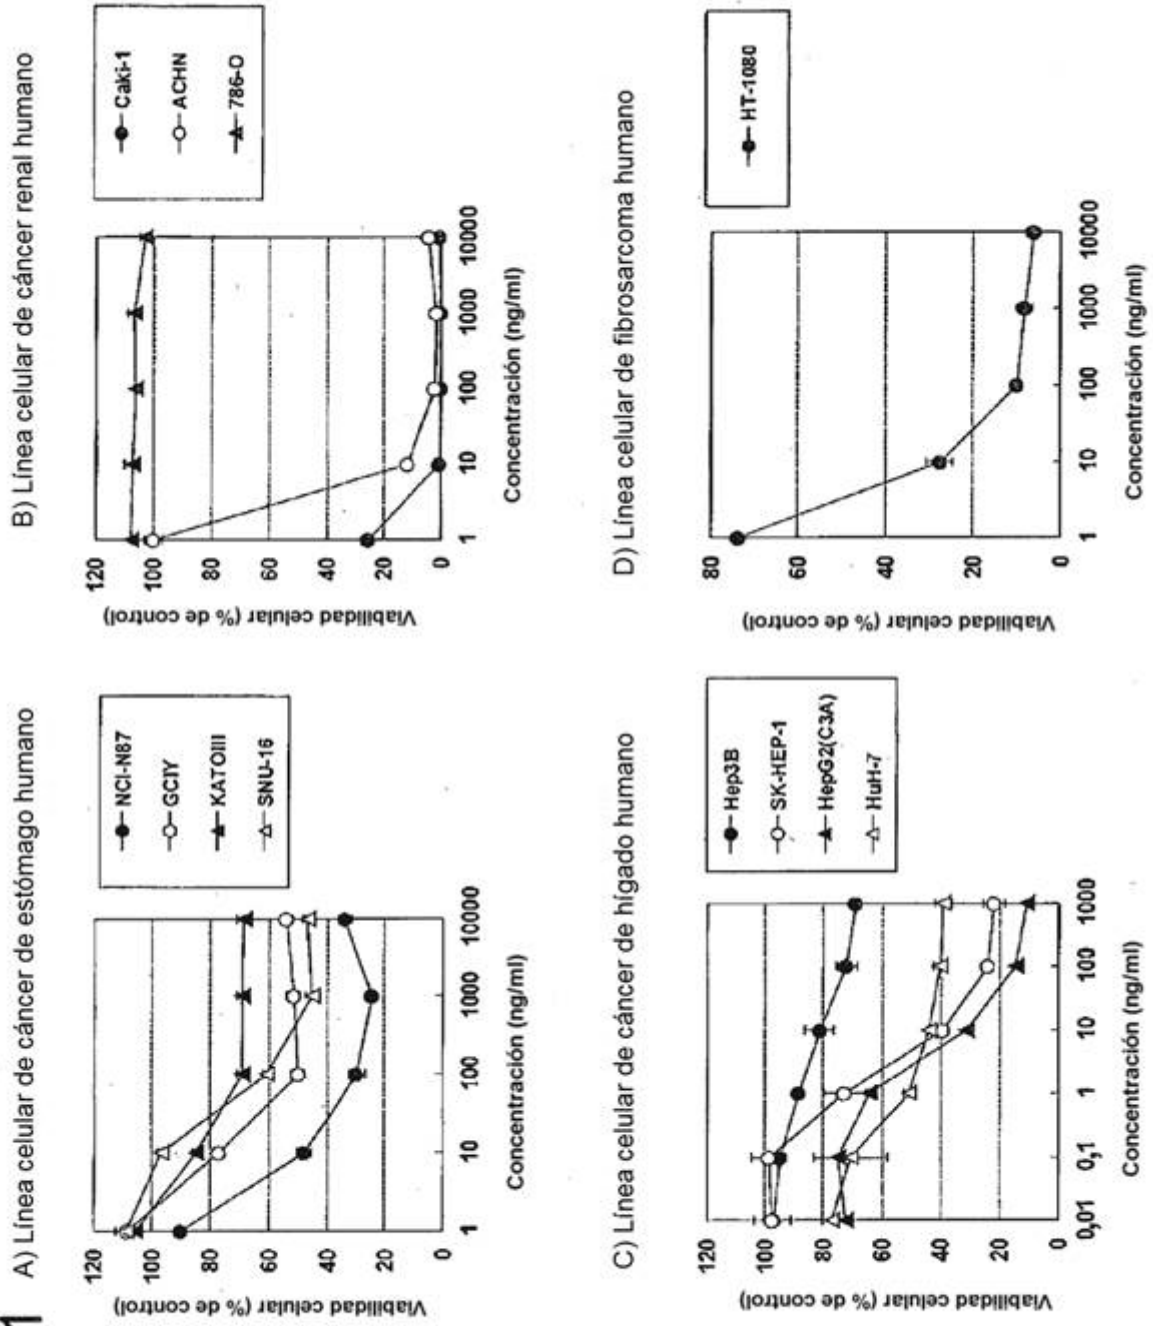 1
A) Línea celular de cáncer de estómago humano
Viabilidad celular (% de control)
120
100
80
60
40
20
0
1
10
100
1000
10000
Concentración (ng/ml)
NCI-N87
GCIY
KATOIII
SNU-16
B) Línea celular de cáncer renal humano
Viabilidad celular (% de control)
120
100
80
60
40
20
0
1
10
100
1000
10000
Concentración (ng/ml)
Caki-1
ACHN
786-O
C) Línea celular de cáncer de hígado humano
Viabilidad celular (% de control)
120
100
80
60
40
20
0
0,01
0,1
1
10
100
1000
Concentración (ng/ml)
Hep3B
SK-HEP-1
HepG2(C3A)
HuH-7
D) Línea celular de fibrosarcoma humano
Viabilidad celular (% de control)
80
60
40
20
0
1
10
100
1000
10000
Concentración (ng/ml)
HT-1080